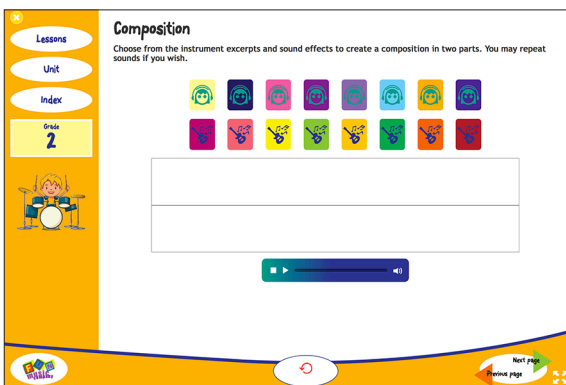 Lessons
Unit
Index
Grade
2
Composition
Choose from the instrument excerpts and sound effects to create a composition in two parts. You may repeat
sounds if you wish.
Next page
Previous page